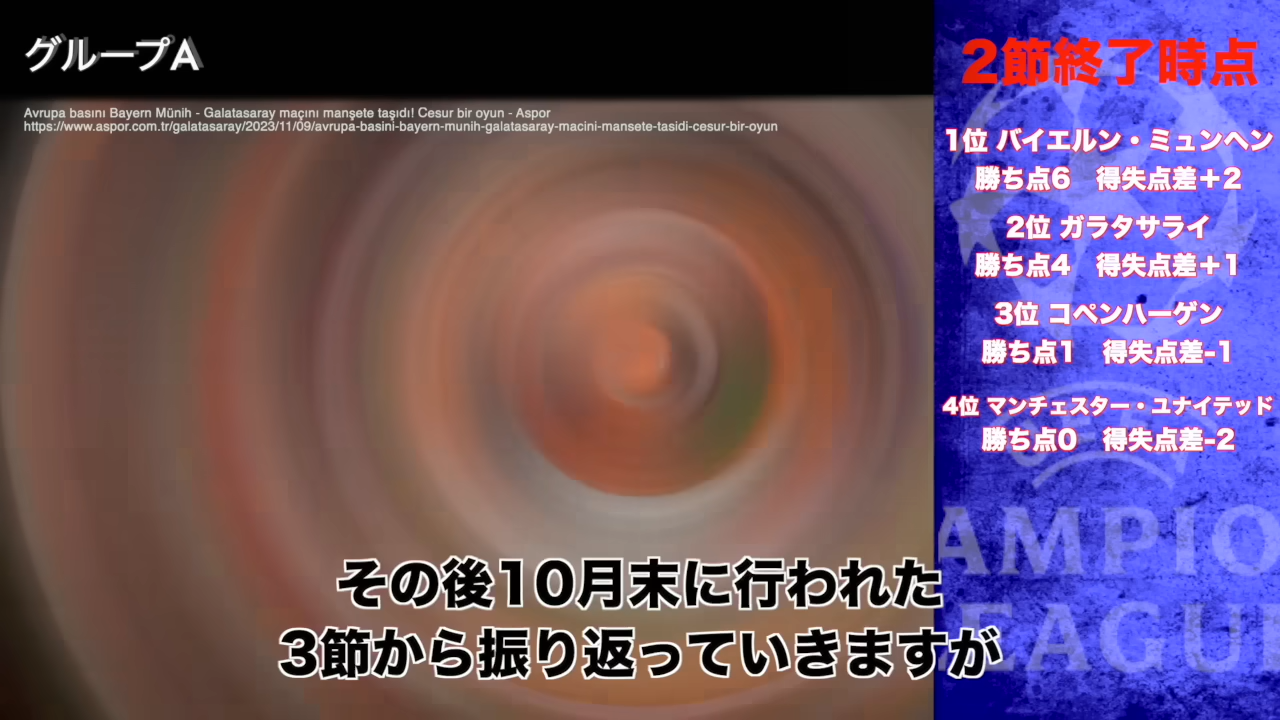 グループA
Avrupa basını Bayern Münih - Galatasaray maçını manşete taşıdı! Cesur bir oyun - Aspor
https://www.aspor.com.tr/galatasaray/2023/11/09/avrupa-basini-bayern-munih-galatasaray-macini-mansete-tasidi-cesur-bir-oyun
2節終了時点
1位 バイエルン・ミュンヘン
勝ち点6 得失点差+2
2位 ガラタサライ
勝ち点4 得失点差+1
3位 コペンハーゲン
勝ち点1 得失点差-1
4位 マンチェスター・ユナイテッド
勝ち点0 得失点差-2
AMPIO
EAGU
その後10月末に行われた
3節から振り返っていきますが